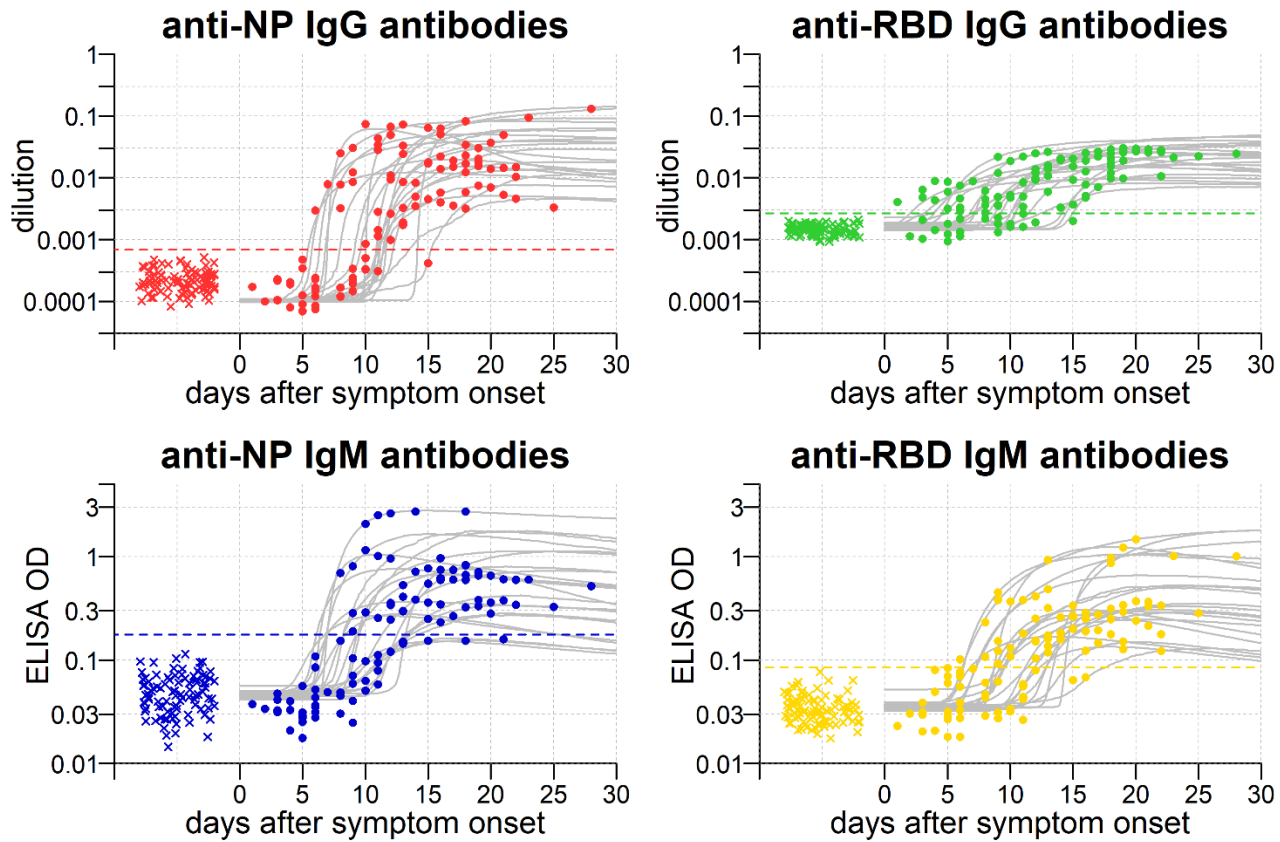 anti-NP IgG antibodies
dilution
1
0.1
0.01
0.001
0.0001
0 5 10 15 20 25 30
days after symptom onset
anti-RBD IgG antibodies
dilution
1
0.1
0.01
0.001
0.0001
0 5 10 15 20 25 30
days after symptom onset
anti-NP IgM antibodies
ELISA OD
3
1
0.3
0.1
0.03
0.01
0 5 10 15 20 25 30
days after symptom onset
anti-RBD IgM antibodies
ELISA OD
3
1
0.3
0.1
0.03
0.01
0 5 10 15 20 25 30
days after symptom onset